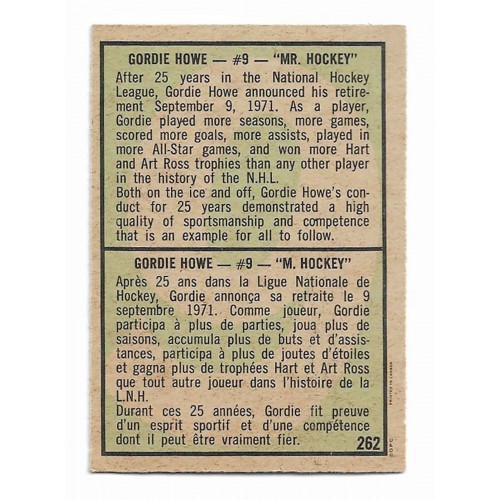 GORDIE HOWE — #9 — "MR. HOCKEY"
After 25 years in the National Hockey
League, Gordie Howe announced his retire-
ment September 9, 1971. As a player,
Gordie played more seasons, more games,
scored more goals, more assists, played in
more All-Star games, and won more Hart
and Art Ross trophies than any other player
in the history of the N.H.L.
Both on the ice and off, Gordie Howe's con-
duct for 25 years demonstrated a high
quality of sportsmanship and competence
that is an example for all to follow.
GORDIE HOWE — #9 — "M. HOCKEY"
Après 25 ans dans la Ligue Nationale de
Hockey, Gordie annonça sa retraite le 9
septembre 1971. Comme joueur, Gordie
participa à plus de parties, joua plus de
saisons, accumula plus de buts et d'assis-
tances, participa à plus de joutes d'étoiles
et gagna plus de trophées Hart et Art Ross
que tout autre joueur dans l'histoire de la
L.N.H.
Durant ces 25 années, Gordie fit preuve
d'un esprit sportif et d'une compétence
dont il peut être vraiment fier.
262
©OPC PRINTED IN CANADA